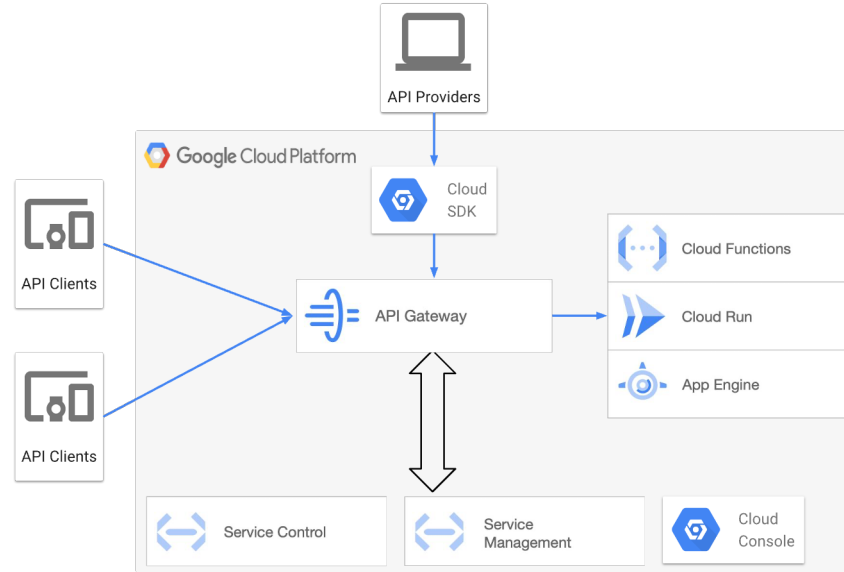 API Providers
Google Cloud Platform
Cloud
SDK
API Clients
Cloud Functions
API Gateway
Cloud Run
App Engine
API Clients
Service Control
Service
Management
Cloud
Console